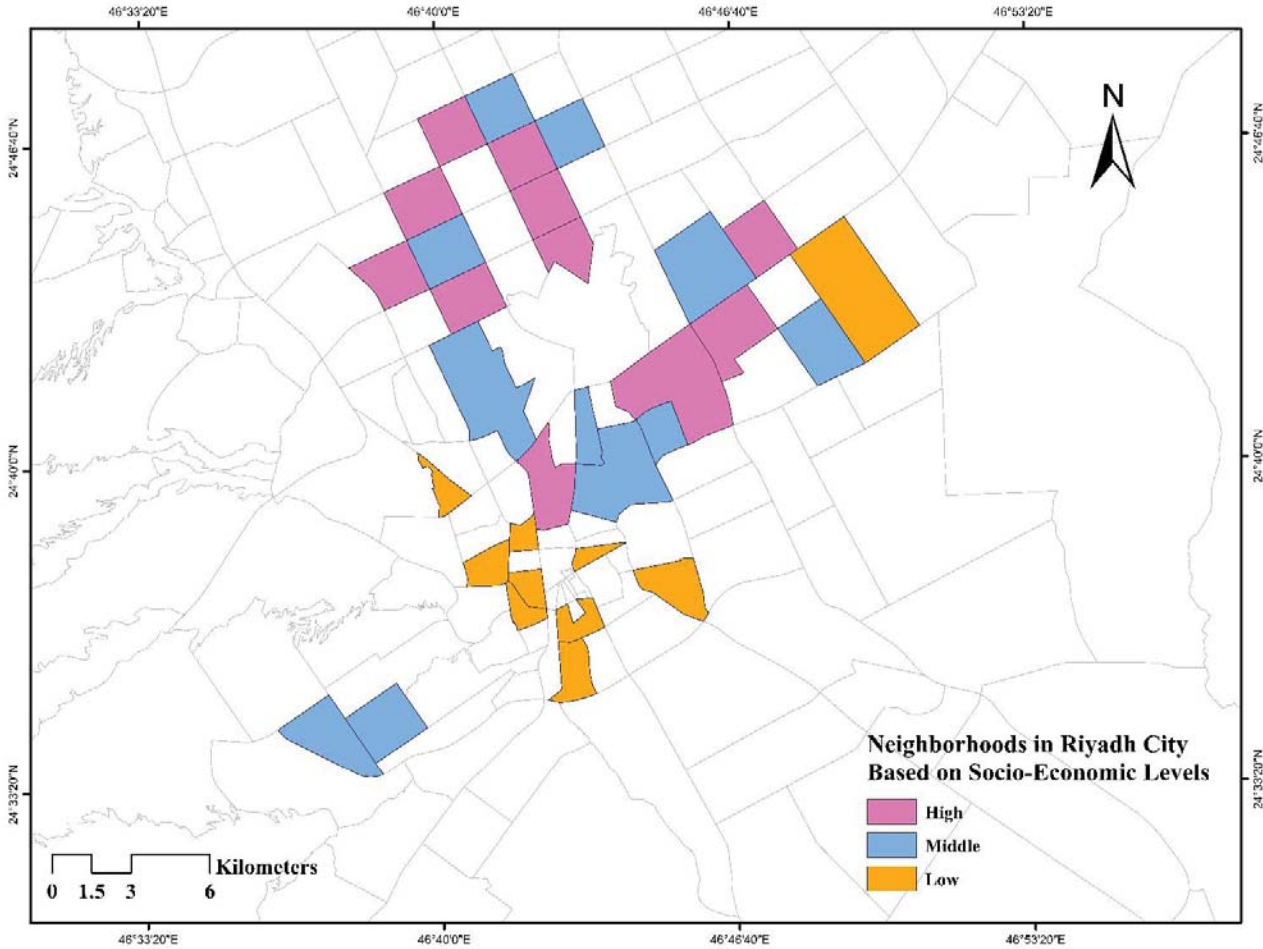 46°33'20"E 46°40'0"E 46°46'40"E 46°53'20"E
24°46'40"N
24°46'40"N
N
24°40'0"N
24°40'0"N
24°33'20"N
24°33'20"N
Neighborhoods in Riyadh City
Based on Socio-Economic Levels
High
Middle
Low
Kilometers
0 1.5 3 6
46°33'20"E 46°40'0"E 46°46'40"E 46°53'20"E